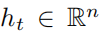 h_t ∈ ℝ^n